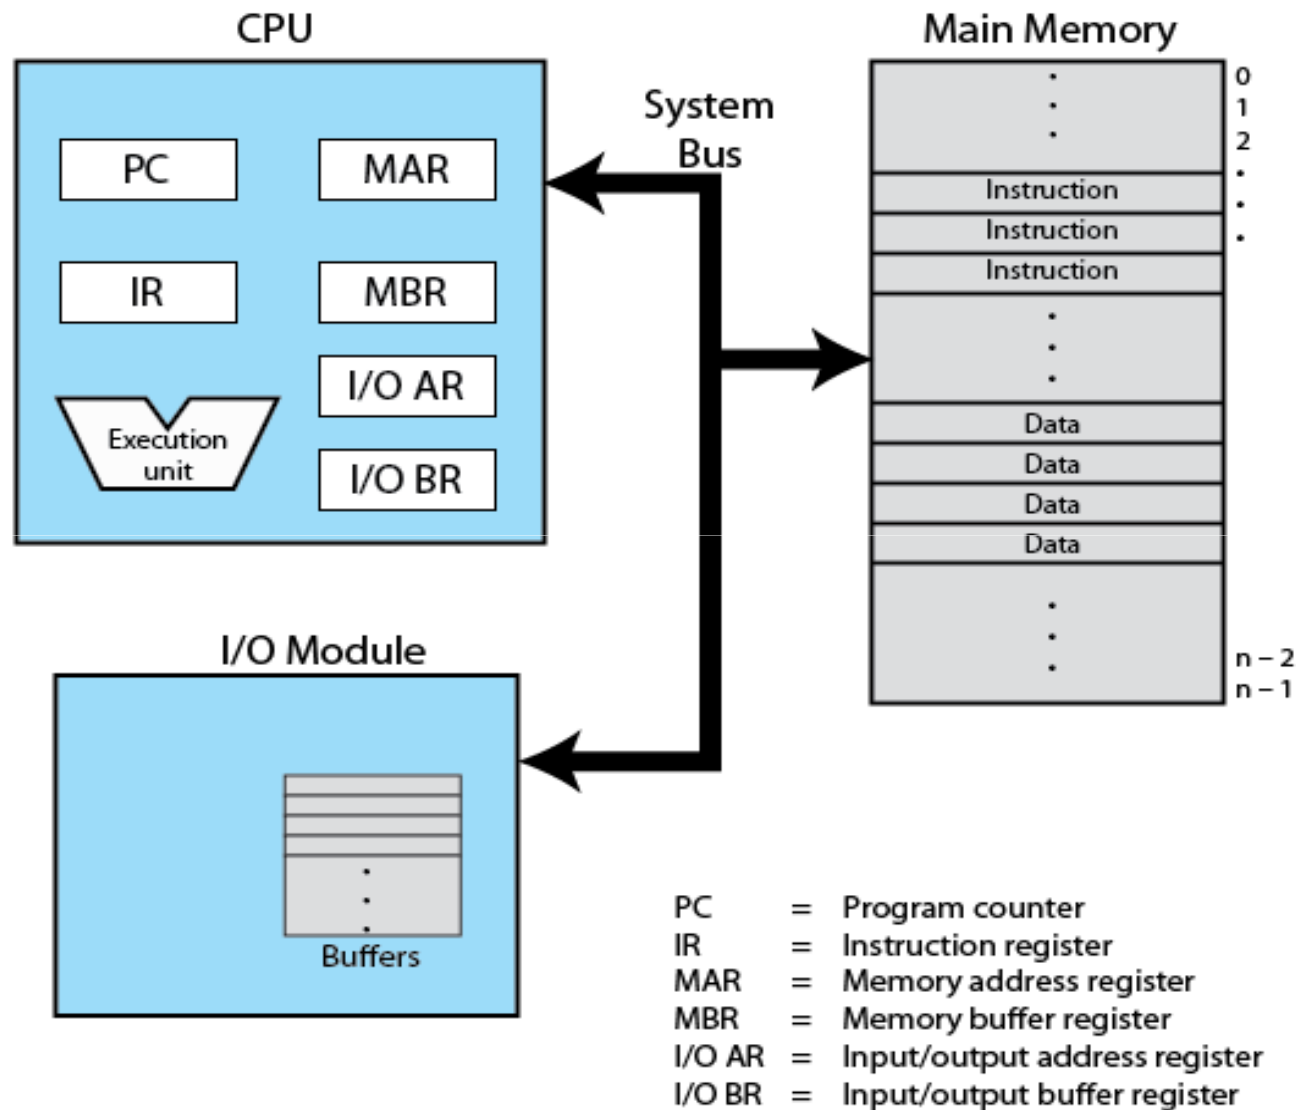 CPU
PC
MAR
IR
MBR
I/O AR
I/O BR
Execution
unit
System
Bus
Main Memory
0
1
2
Instruction
Instruction
Instruction
Data
Data
Data
Data
n – 2
n – 1
I/O Module
Buffers
PC = Program counter
IR = Instruction register
MAR = Memory address register
MBR = Memory buffer register
I/O AR = Input/output address register
I/O BR = Input/output buffer register